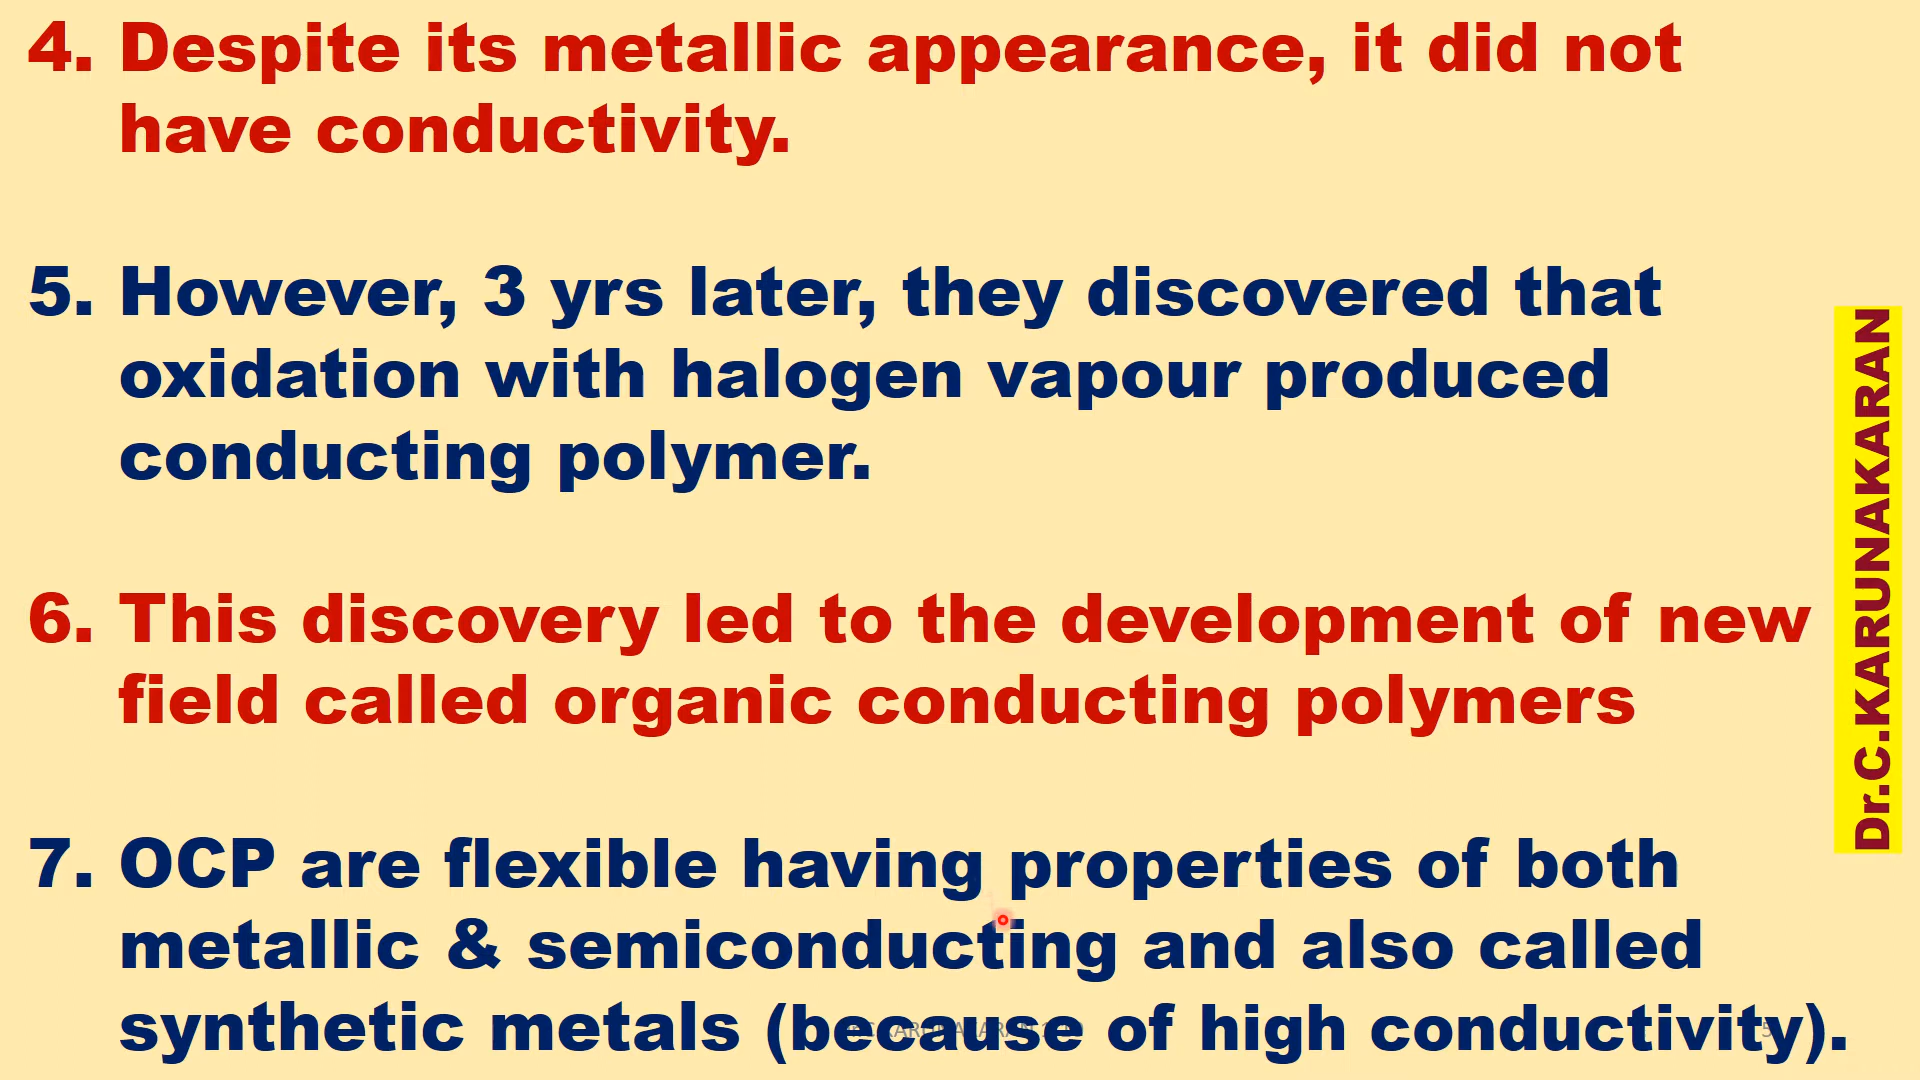 4. Despite its metallic appearance, it did not
have conductivity.
5. However, 3 yrs later, they discovered that
oxidation with halogen vapour produced
conducting polymer.
6. This discovery led to the development of new
field called organic conducting polymers
7. OCP are flexible having properties of both
metallic & semiconducting and also called
synthetic metals (because of high conductivity).
Dr.C.KARUNAKARAN